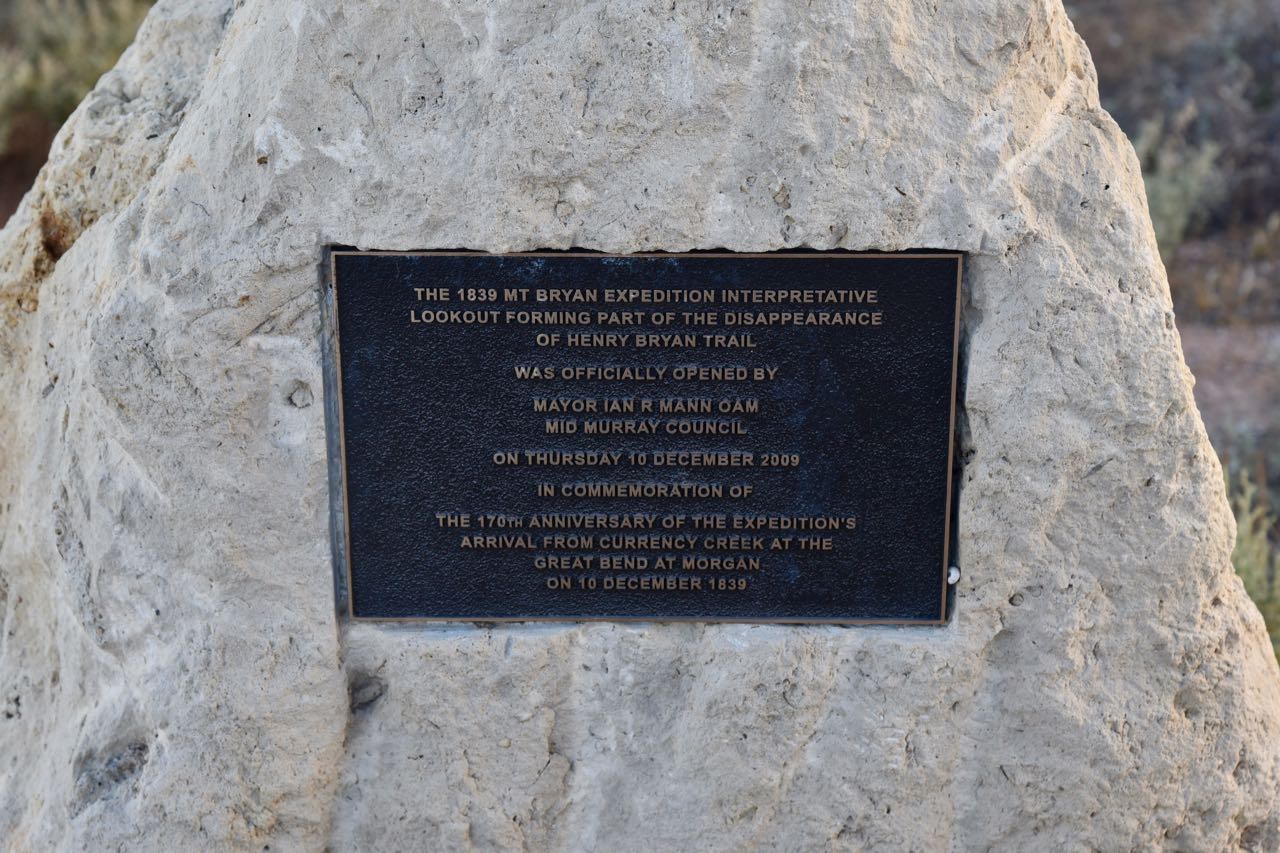 THE 1839 MT BRYAN EXPEDITION INTERPRETATIVE
LOOKOUT FORMING PART OF THE DISAPPEARANCE
OF HENRY BRYAN TRAIL
WAS OFFICIALLY OPENED BY
MAYOR IAN R MANN OAM
MID MURRAY COUNCIL
ON THURSDAY 10 DECEMBER 2009
IN COMMEMORATION OF
THE 170TH ANNIVERSARY OF THE EXPEDITION'S
ARRIVAL FROM CURRENCY CREEK AT THE
GREAT BEND AT MORGAN
ON 10 DECEMBER 1839